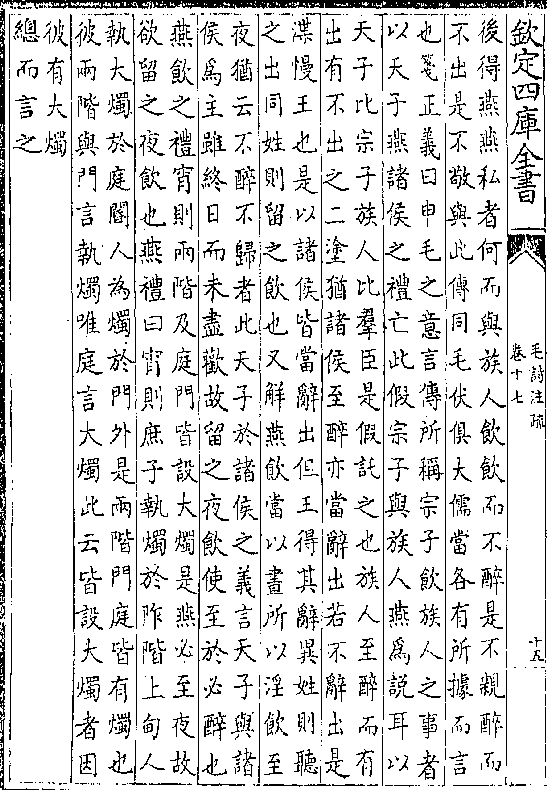 欽定四庫全書
毛詩注疏
卷十七
十五
後得燕燕私者何而與族人飲飲而不醉是不親醉而
不出是不敬與此傳同毛伏俱大儒當各有所據而言
也箋正義曰申毛之意言傳所稱宗子飲族人之事者
以天子燕諸侯之禮亡此假宗子與族人燕為說耳以
天子比宗子族人比羣臣是假託之也族人至醉而有
出有不出之二塗猶諸侯至醉亦當辭出若不辭出是
渫慢王也是以諸侯皆當辭出但王得其辭異姓則聽
之出同姓則留之飲也又解燕飲當以晝所以淫飲至
夜猶云不醉不歸者此天子於諸侯之義言天子與諸
侯為主雖終日而未盡歡故留之夜飲使至於必醉也
燕飲之禮宵則兩階及庭門皆設大燭是燕必至夜故
欲留之夜飲也燕禮曰宵則庶子執燭於阼階上甸人
執大燭於庭閽人為燭於門外是兩階門庭皆有燭也
彼兩階與門言執燭唯庭言大燭此云皆設大燭者因
彼有大燭
總而言之